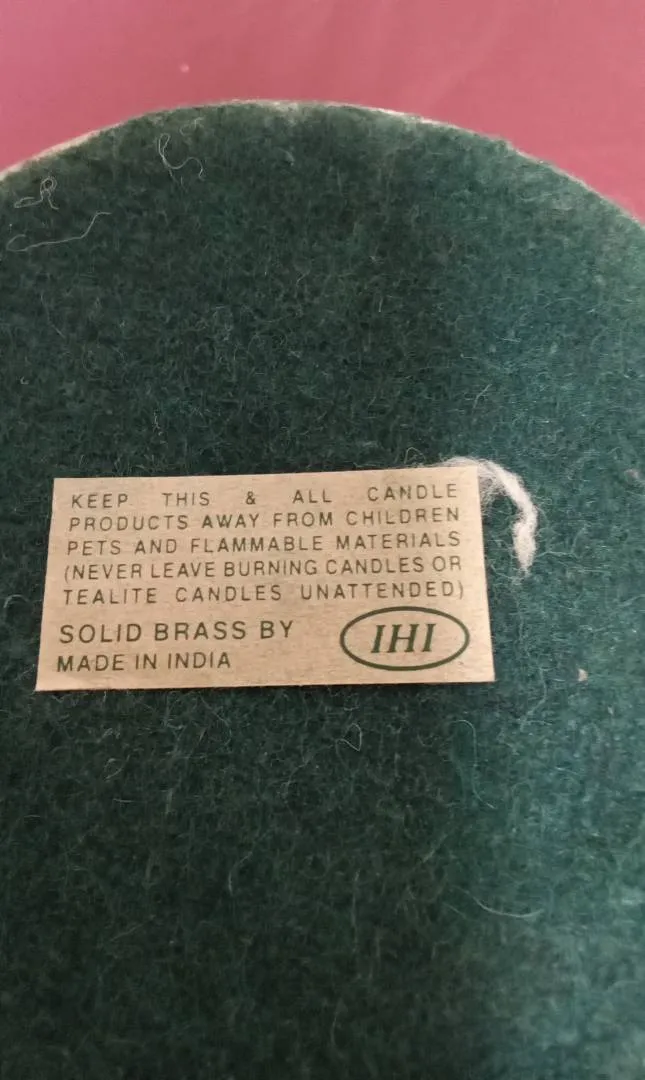 KEEP THIS & ALL CANDLE
PRODUCTS AWAY FROM CHILDREN
PETS AND FLAMMABLE MATERIALS
(NEVER LEAVE BURNING CANDLES OR
TEALITE CANDLES UNATTENDED)
SOLID BRASS BY
MADE IN INDIA
IHI